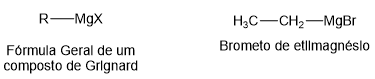 R—MgX
H₃C—CH₂—MgBr
Fórmula Geral de um
composto de Grignard
Brometo de etilmagnésio